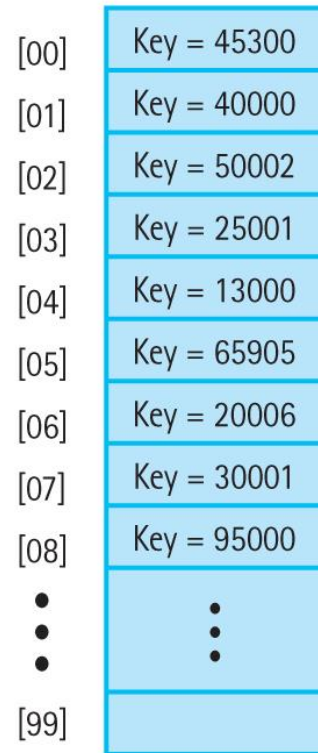 [00] Key = 45300
[01] Key = 40000
[02] Key = 50002
[03] Key = 25001
[04] Key = 13000
[05] Key = 65905
[06] Key = 20006
[07] Key = 30001
[08] Key = 95000
[99]